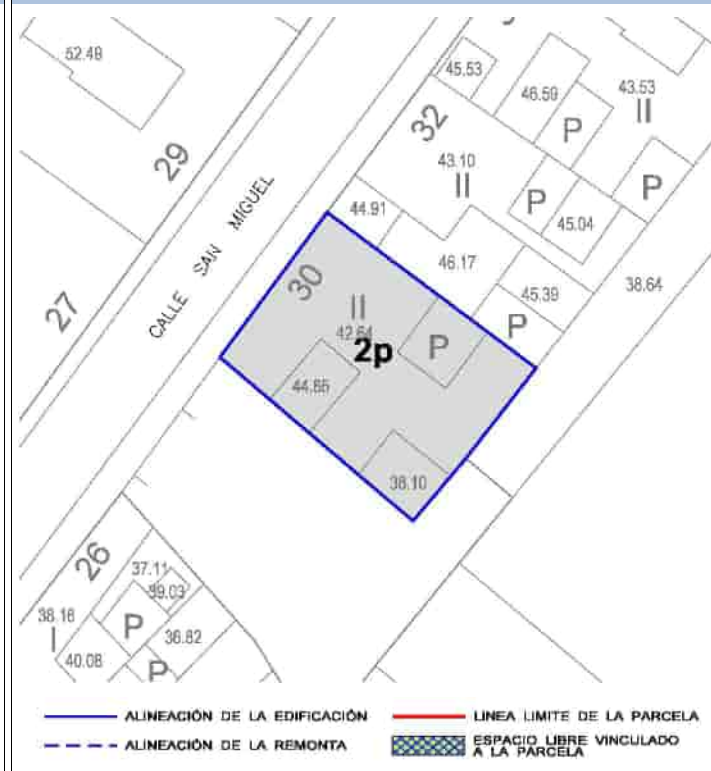 52.48
29
27
CALLE SAN MIGUEL
45.53
46.59
43.53
II
P
32
43.10
II
P
P
45.04
44.91
46.17
45.39
38.64
P
30
II
42.64
2p
P
44.66
38.10
26
37.11
39.03
38.16
I
P
36.82
40.08
P
ALINEACIÓN DE LA EDIFICACIÓN
LINEA LIMITE DE LA PARCELA
ALINEACIÓN DE LA REMONTA
ESPACIO LIBRE VINCULADO
A LA PARCELA